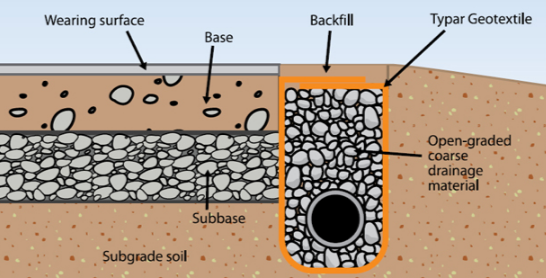 Wearing surface
Base
Backfill
Typar Geotextile
Open-graded
coarse
drainage
material
Subbase
Subgrade soil